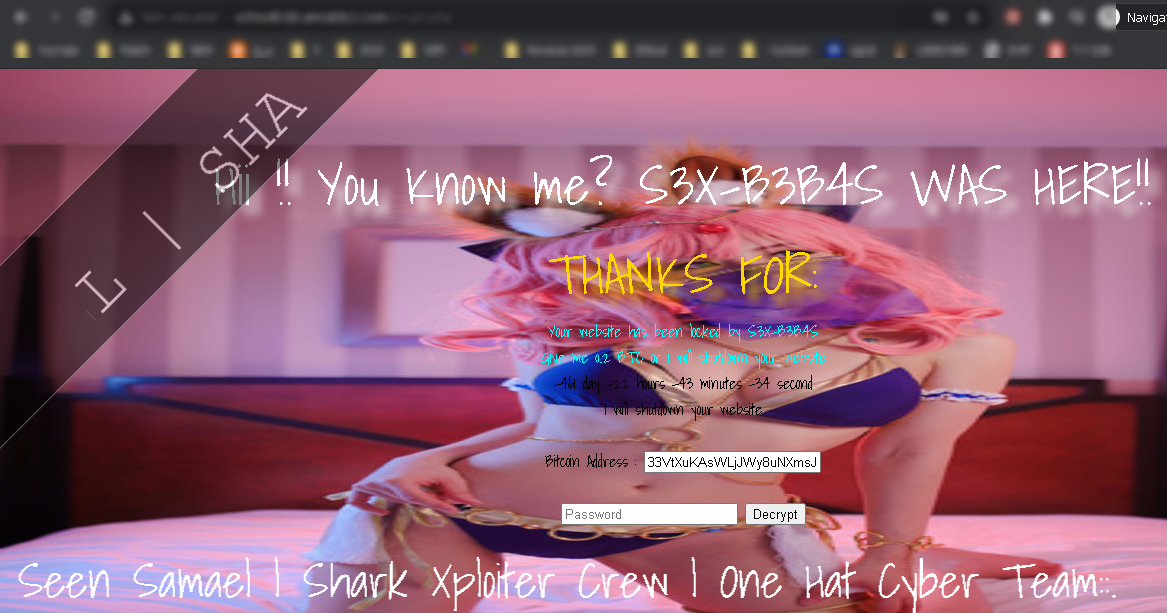 Naviga
L | SHA
Hii !! You know me? S3X-B3B4S WAS HERE!!
THANKS FOR:
Your website has been locked by S3X-B3B4S
Give me 0.2 BTC or i will shutdown your website
-461 day -22 hours -43 minutes -34 second
I will shutdown your website
Bitcoin Address : 33VtXuKAsWLjJWy8uNXmsJ
Password Decrypt
Seen Samael | Shark Xploiter Crew | One Hat Cyber Team::.